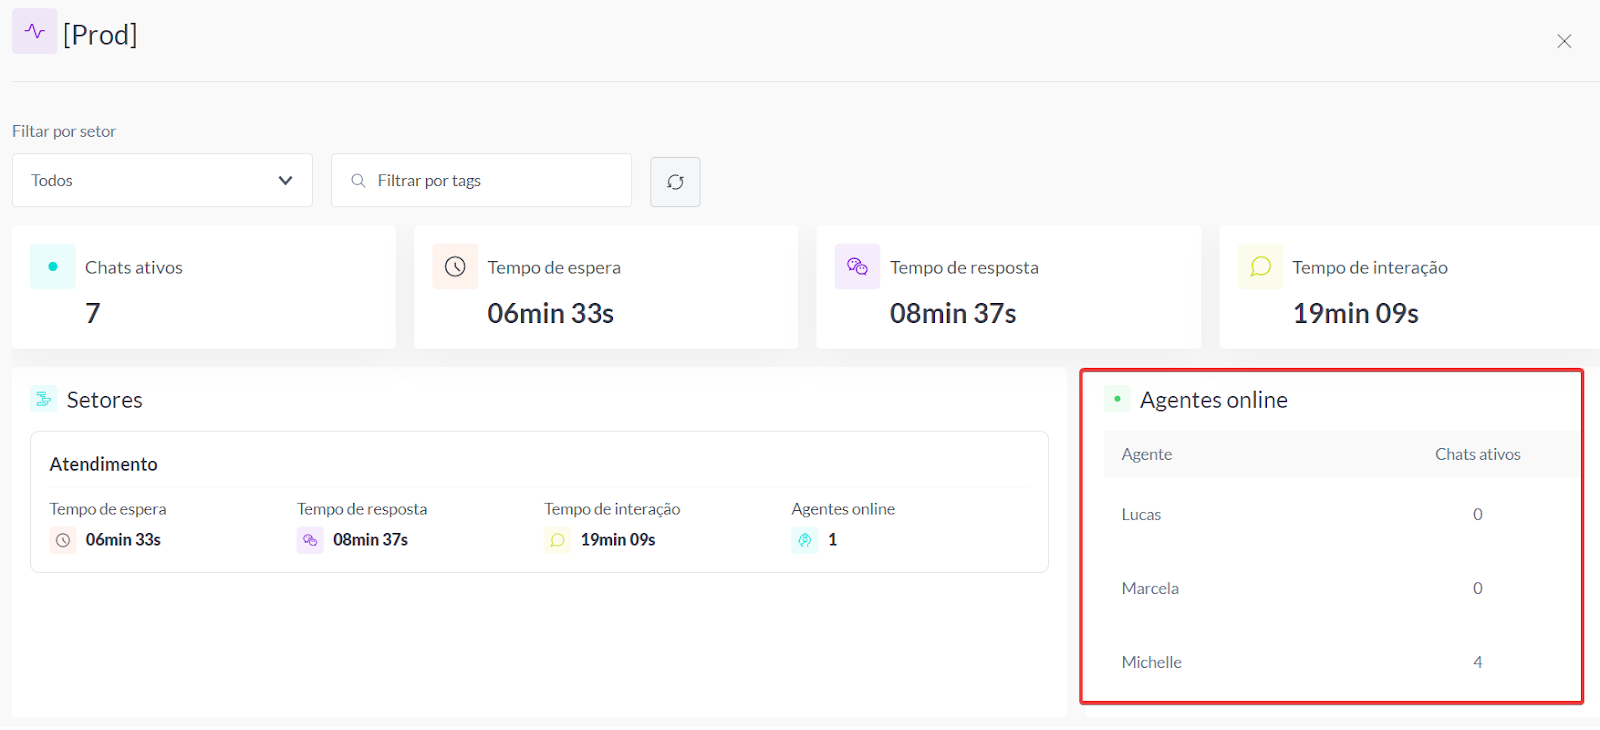 [Prod]
Filtar por setor
Todos
Filtrar por tags
Chats ativos
7
Tempo de espera
06min 33s
Tempo de resposta
08min 37s
Tempo de interação
19min 09s
Setores
Atendimento
Tempo de espera
06min 33s
Tempo de resposta
08min 37s
Tempo de interação
19min 09s
Agentes online
1
Agentes online
Agente Chats ativos
Lucas 0
Marcela 0
Michelle 4